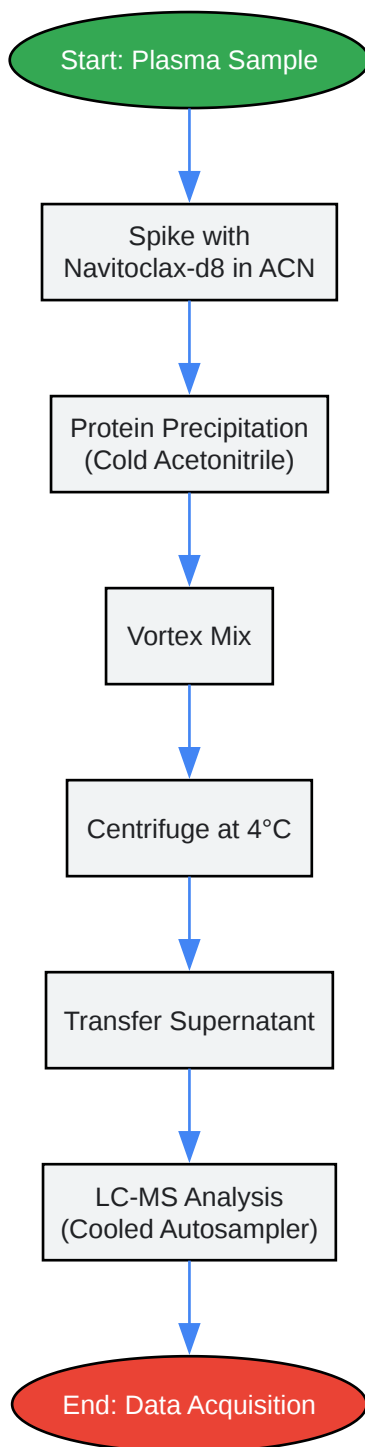 Start: Plasma Sample
Spike with
Navitoclax-d8 in ACN
Protein Precipitation
(Cold Acetonitrile)
Vortex Mix
Centrifuge at 4°C
Transfer Supernatant
LC-MS Analysis
(Cooled Autosampler)
End: Data Acquisition